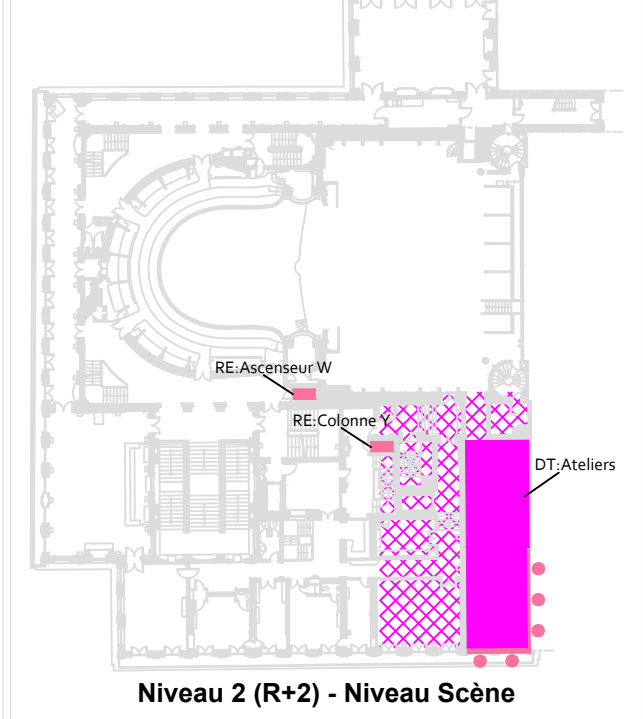 RE:Ascenseur W
RE:Colonne Y
DT:Ateliers
Niveau 2 (R+2) - Niveau Scène